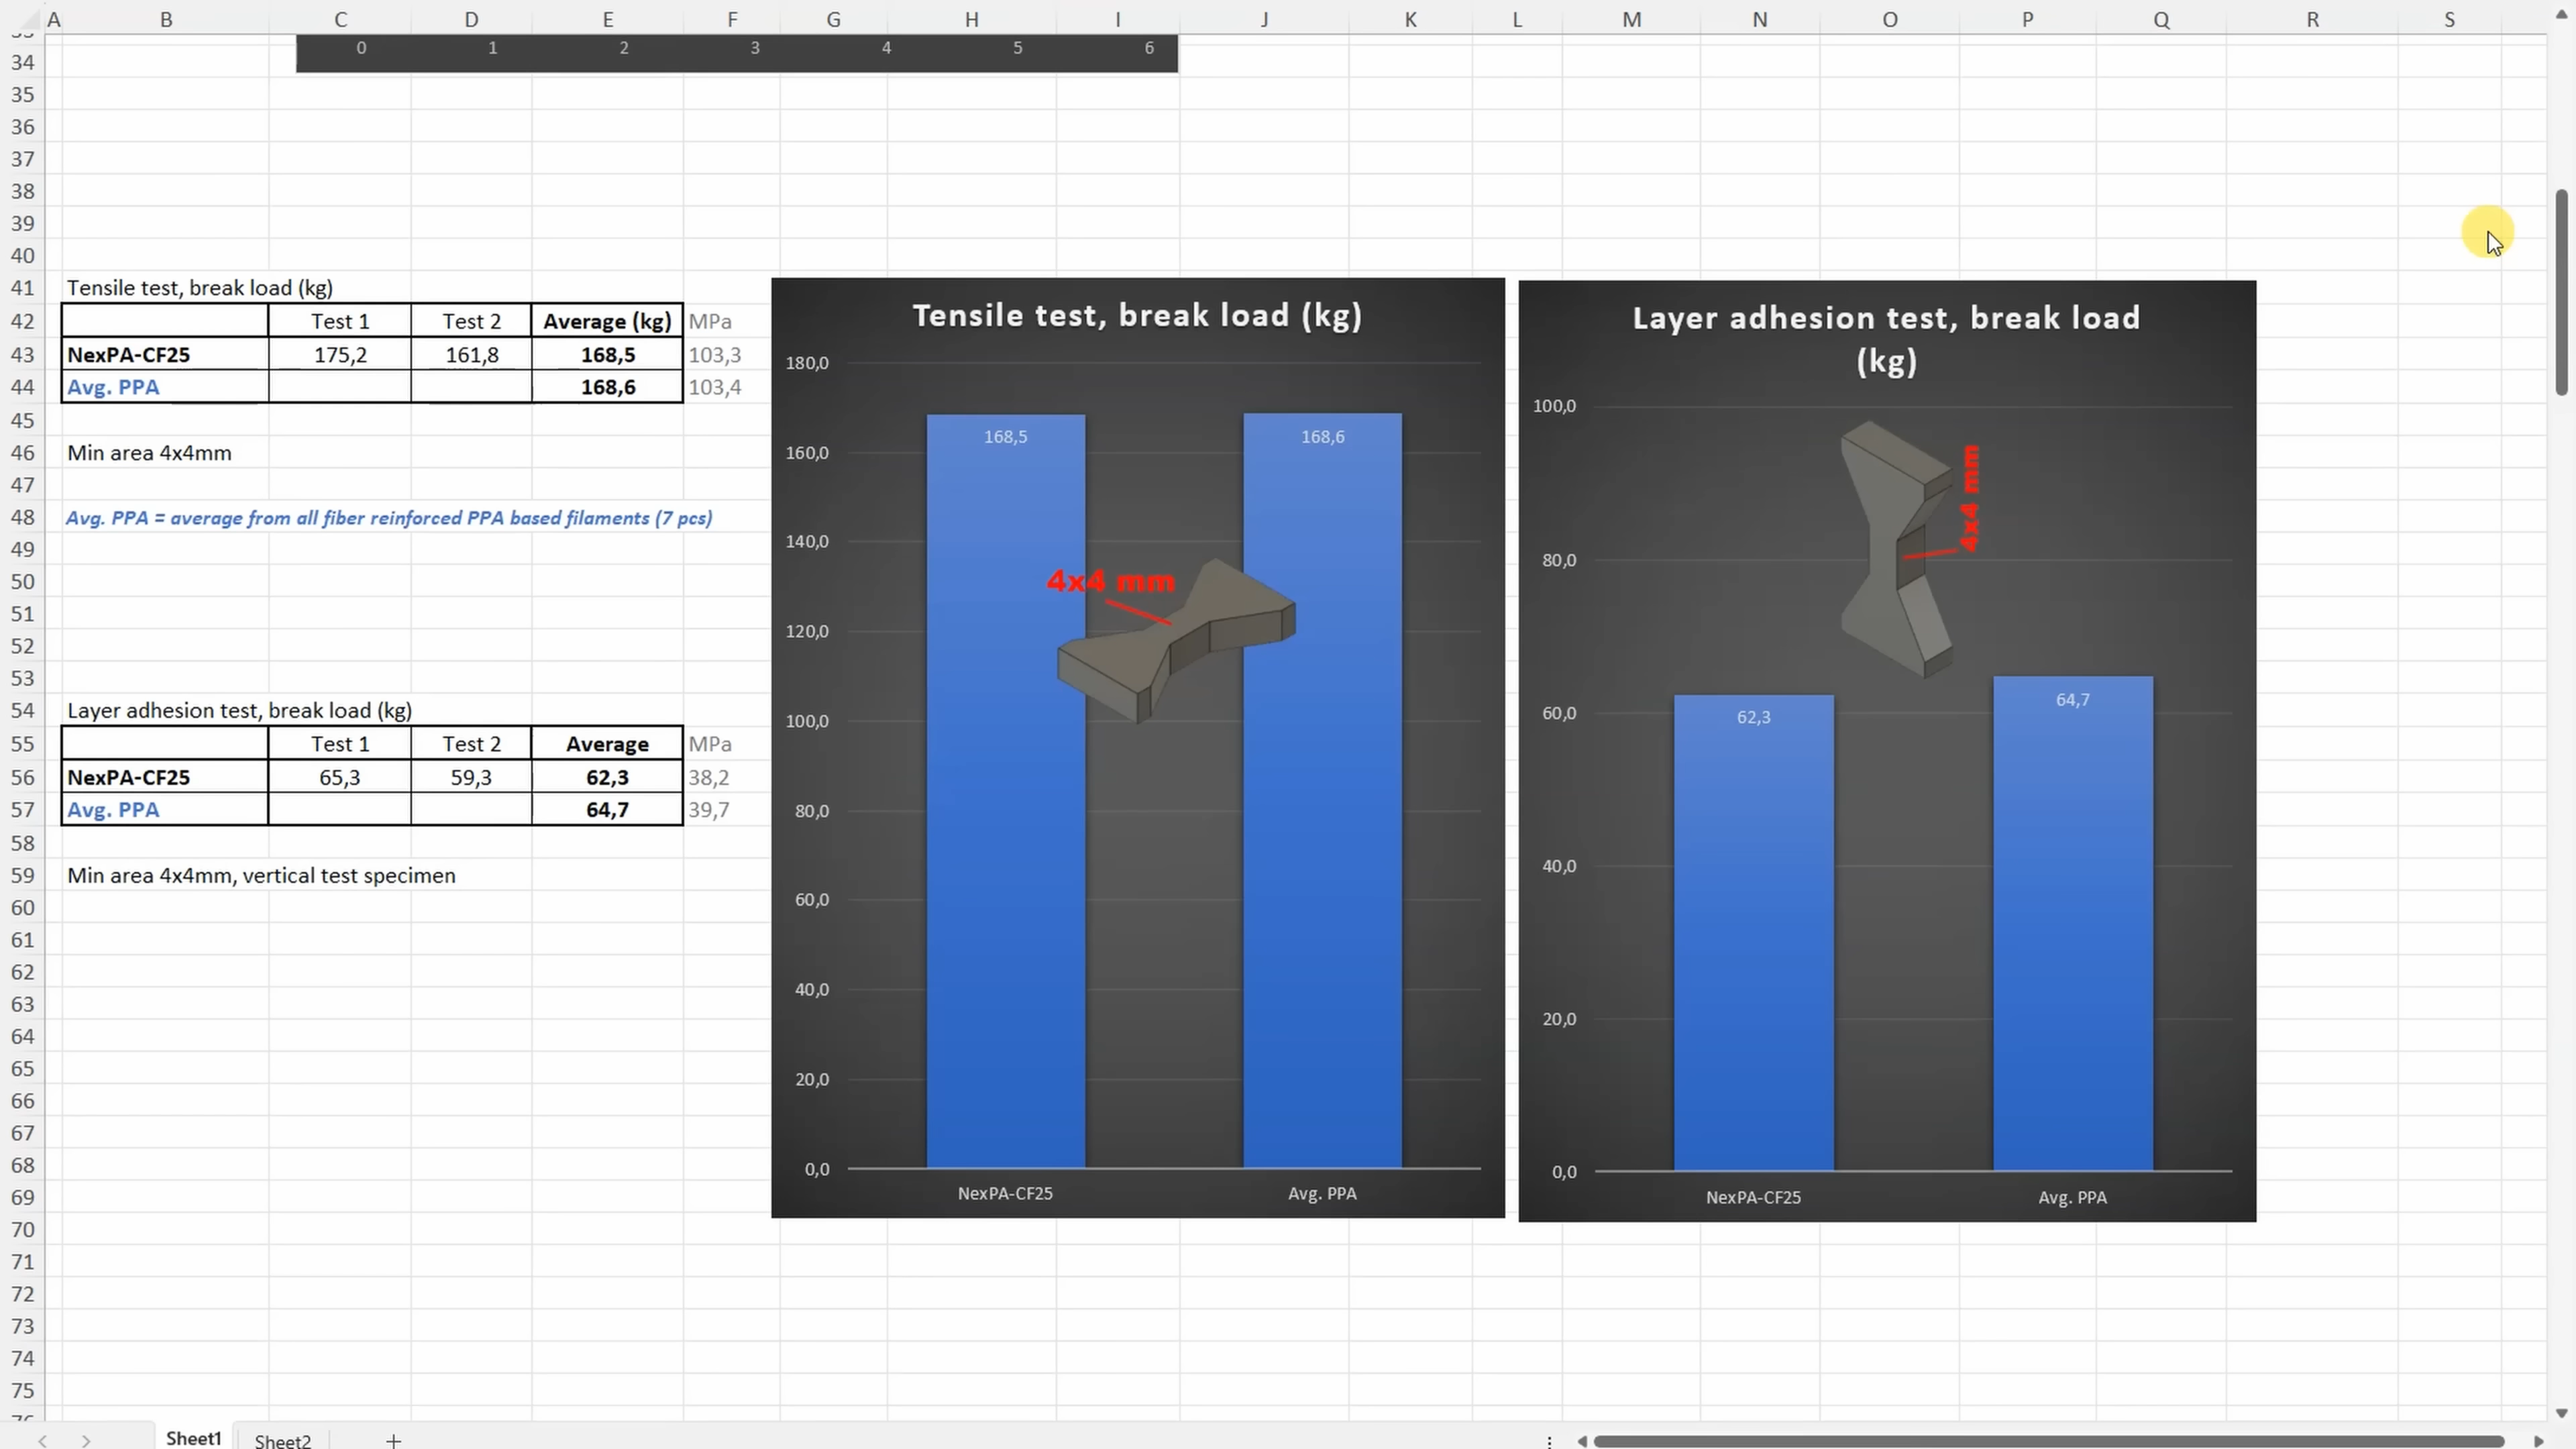 A B C D E F G H I J K L M N O P Q R S
0 1 2 3 4 5 6
34
35
36
37
38
39
40
41 Tensile test, break load (kg)
42 Test 1 Test 2 Average (kg) MPa
43 NexPA-CF25 175,2 161,8 168,5 103,3
44 Avg. PPA 168,6 103,4
45
46 Min area 4x4mm
47
48 Avg. PPA = average from all fiber reinforced PPA based filaments (7 pcs)
49
50
51
52
53
54 Layer adhesion test, break load (kg)
55 Test 1 Test 2 Average MPa
56 NexPA-CF25 65,3 59,3 62,3 38,2
57 Avg. PPA 64,7 39,7
58
59 Min area 4x4mm, vertical test specimen
60
61
62
63
64
65
66
67
68
69
70
71
72
73
74
75
Tensile test, break load (kg)
180,0
160,0
140,0
120,0
100,0
80,0
60,0
40,0
20,0
0,0
168,5 168,6
4x4 mm
NexPA-CF25 Avg. PPA
Layer adhesion test, break load
(kg)
100,0
80,0
60,0
40,0
20,0
0,0
4x4 mm
62,3 64,7
NexPA-CF25 Avg. PPA
Sheet1 Sheet2 +